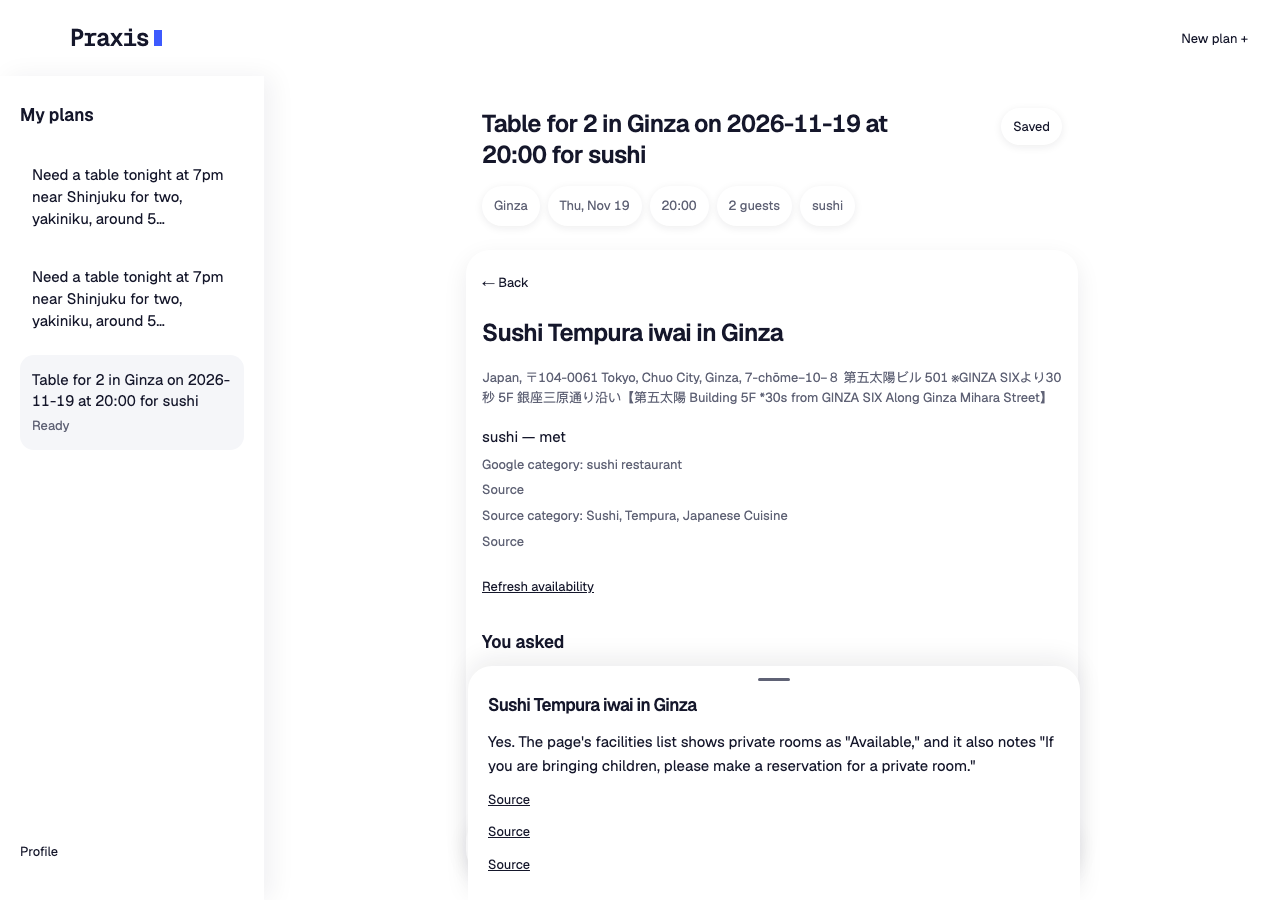 Praxis
New plan +
My plans
Need a table tonight at 7pm
near Shinjuku for two,
yakiniku, around 5...
Need a table tonight at 7pm
near Shinjuku for two,
yakiniku, around 5...
Table for 2 in Ginza on 2026-
11-19 at 20:00 for sushi
Ready
Profile
Table for 2 in Ginza on 2026-11-19 at
20:00 for sushi
Saved
Ginza
Thu, Nov 19
20:00
2 guests
sushi
← Back
Sushi Tempura iwai in Ginza
Japan, 〒104-0061 Tokyo, Chuo City, Ginza, 7-chōme−10−８ 第五太陽ビル 501 ※GINZA SIXより30
秒 5F 銀座三原通り沿い【第五太陽 Building 5F *30s from GINZA SIX Along Ginza Mihara Street】
sushi — met
Google category: sushi restaurant
Source
Source category: Sushi, Tempura, Japanese Cuisine
Source
Refresh availability
You asked
Sushi Tempura iwai in Ginza
Yes. The page's facilities list shows private rooms as "Available," and it also notes "If
you are bringing children, please make a reservation for a private room."
Source
Source
Source